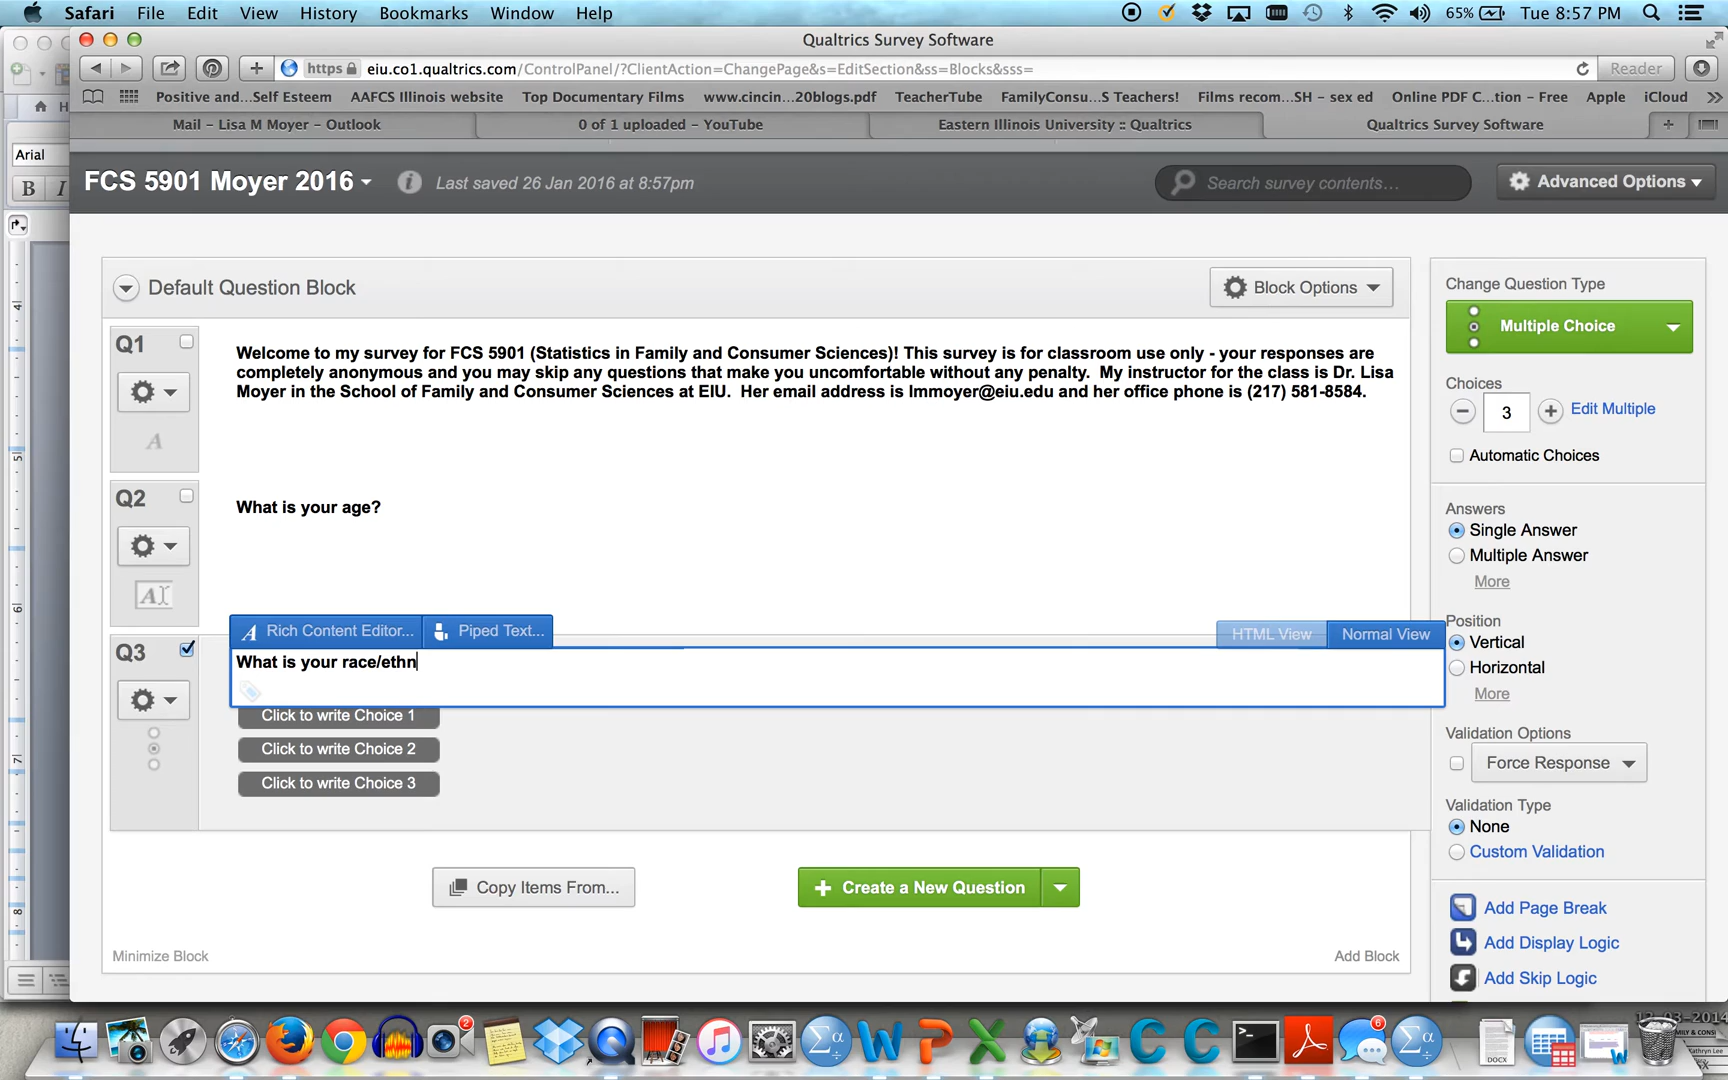 Safari File Edit View History Bookmarks Window Help 65% Tue 8:57 PM
Qualtrics Survey Software
https eiu.co1.qualtrics.com/ControlPanel/?ClientAction=ChangePage&s=EditSection&ss=Blocks&sss= Reader
Positive and...Self Esteem AAFCS Illinois website Top Documentary Films www.cincin...20blogs.pdf TeacherTube FamilyConsu...S Teachers! Films recom...SH - sex ed Online PDF C...tion - Free Apple iCloud
Mail – Lisa M Moyer – Outlook 0 of 1 uploaded – YouTube Eastern Illinois University :: Qualtrics Qualtrics Survey Software
Arial
B I
FCS 5901 Moyer 2016 Last saved 26 Jan 2016 at 8:57pm Search survey contents... Advanced Options
Default Question Block Block Options
Q1
Welcome to my survey for FCS 5901 (Statistics in Family and Consumer Sciences)! This survey is for classroom use only - your responses are
completely anonymous and you may skip any questions that make you uncomfortable without any penalty. My instructor for the class is Dr. Lisa
Moyer in the School of Family and Consumer Sciences at EIU. Her email address is lmmoyer@eiu.edu and her office phone is (217) 581-8584.
Q2
What is your age?
Rich Content Editor... Piped Text... HTML View Normal View
Q3
What is your race/ethn
Click to write Choice 1
Click to write Choice 2
Click to write Choice 3
Copy Items From... Create a New Question
Minimize Block Add Block
Change Question Type
Multiple Choice
Choices
3 Edit Multiple
Automatic Choices
Answers
Single Answer
Multiple Answer
More
Position
Vertical
Horizontal
More
Validation Options
Force Response
Validation Type
None
Custom Validation
Add Page Break
Add Display Logic
Add Skip Logic
4
5
6
7
8
2
6
DOCX